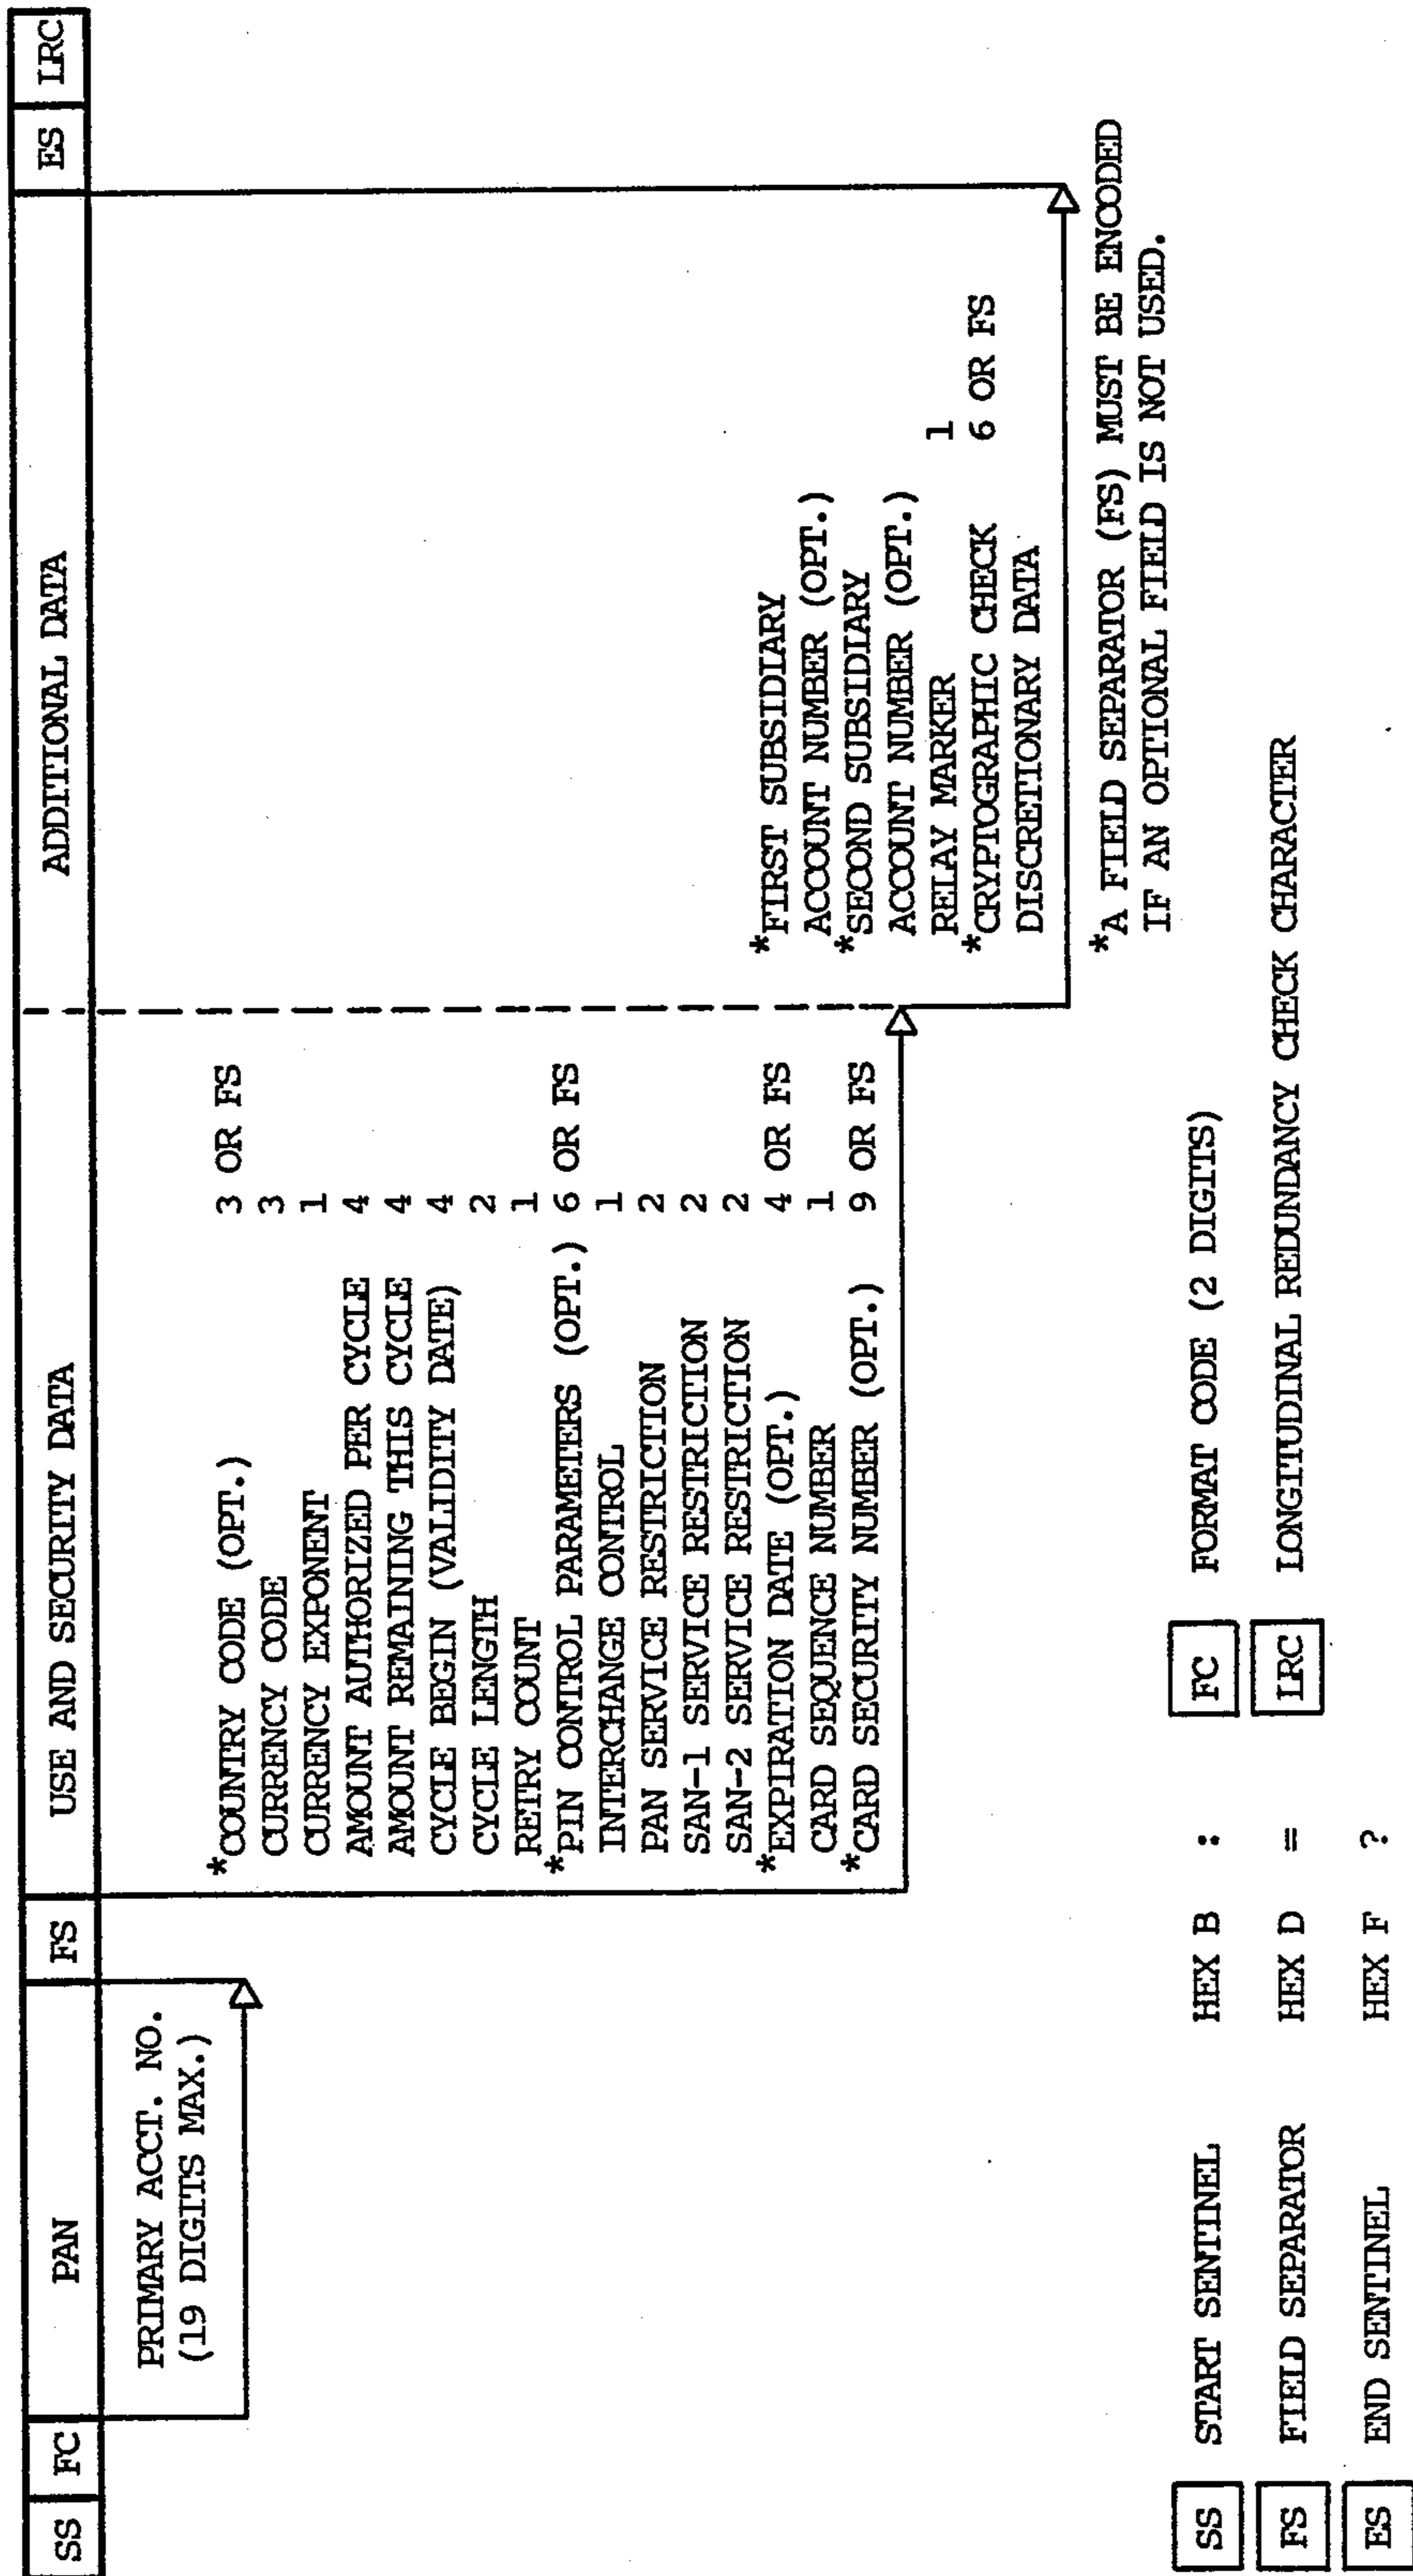 SS FC PAN FS USE AND SECURITY DATA ADDITIONAL DATA ES LRC
PRIMARY ACCT. NO.
(19 DIGITS MAX.)
*COUNTRY CODE (OPT.) 3 OR FS
CURRENCY CODE 3
CURRENCY EXPONENT 1
AMOUNT AUTHORIZED PER CYCLE 4
AMOUNT REMAINING THIS CYCLE 4
CYCLE BEGIN (VALIDITY DATE) 4
CYCLE LENGTH 2
RETRY COUNT 1
*PIN CONTROL PARAMETERS (OPT.) 6 OR FS
INTERCHANGE CONTROL 1
PAN SERVICE RESTRICTION 2
SAN-1 SERVICE RESTRICTION 2
SAN-2 SERVICE RESTRICTION 2
*EXPIRATION DATE (OPT.) 4 OR FS
CARD SEQUENCE NUMBER 1
*CARD SECURITY NUMBER (OPT.) 9 OR FS
*FIRST SUBSIDIARY
ACCOUNT NUMBER (OPT.)
*SECOND SUBSIDIARY
ACCOUNT NUMBER (OPT.)
RELAY MARKER 1
*CRYPTOGRAPHIC CHECK 6 OR FS
DISCRETIONARY DATA
*A FIELD SEPARATOR (FS) MUST BE ENCODED
IF AN OPTIONAL FIELD IS NOT USED.
SS START SENTINEL HEX B : FC FORMAT CODE (2 DIGITS)
FS FIELD SEPARATOR HEX D = LRC LONGITUDINAL REDUNDANCY CHECK CHARACTER
ES END SENTINEL HEX F ?